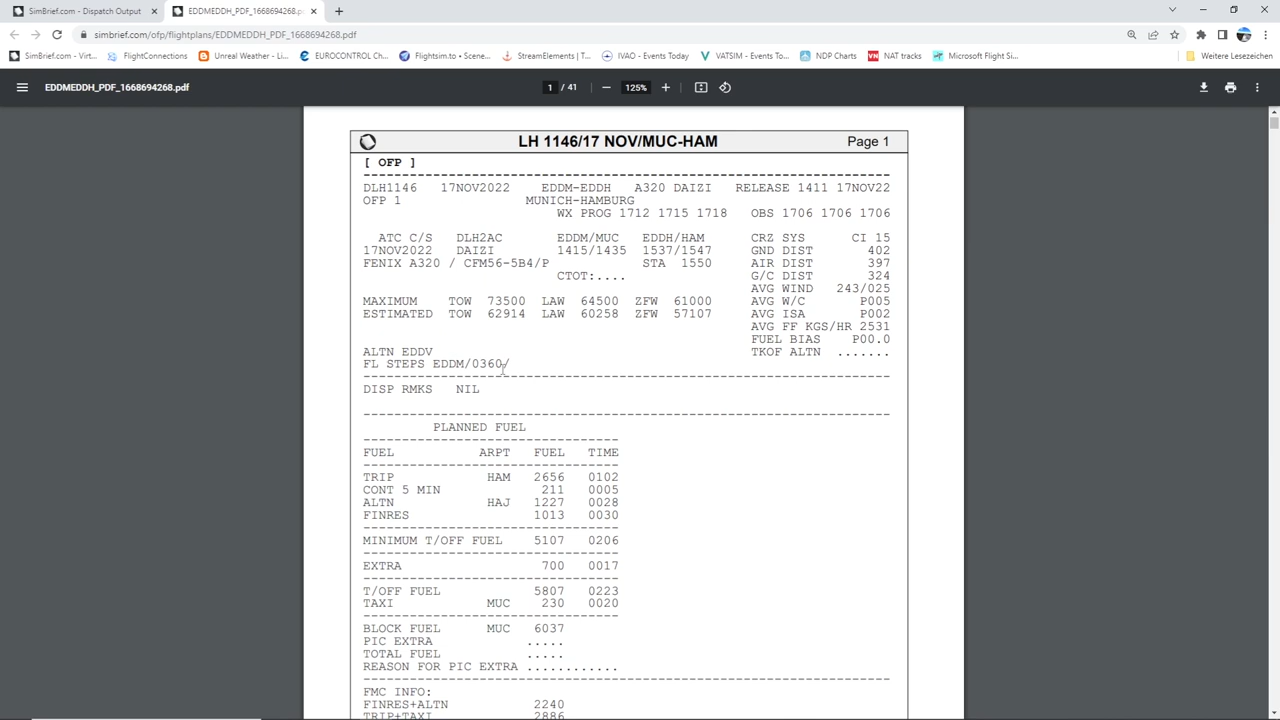 SimBrief.com - Dispatch Output
EDDMEDDH_PDF_1668694268.pdf
simbrief.com/ofp/flightplans/EDDMEDDH_PDF_1668694268.pdf
SimBrief.com - Virt...
FlightConnections
Unreal Weather – Liv...
EUROCONTROL Ch...
Flightsim.to • Scene...
StreamElements | T...
IVAO - Events Today
VATSIM - Events To...
NDP Charts
VN NAT tracks
Microsoft Flight Si...
Weitere Lesezeichen
EDDMEDDH_PDF_1668694268.pdf
1 / 41
125%
LH 1146/17 NOV/MUC-HAM Page 1
[ OFP ]
DLH1146 17NOV2022 EDDM-EDDH A320 DAIZI RELEASE 1411 17NOV22
OFP 1 MUNICH-HAMBURG
WX PROG 1712 1715 1718 OBS 1706 1706 1706
ATC C/S DLH2AC EDDM/MUC EDDH/HAM CRZ SYS CI 15
17NOV2022 DAIZI 1415/1435 1537/1547 GND DIST 402
FENIX A320 / CFM56-5B4/P STA 1550 AIR DIST 397
CTOT:.... G/C DIST 324
AVG WIND 243/025
MAXIMUM TOW 73500 LAW 64500 ZFW 61000 AVG W/C P005
ESTIMATED TOW 62914 LAW 60258 ZFW 57107 AVG ISA P002
AVG FF KGS/HR 2531
FUEL BIAS P00.0
ALTN EDDV TKOF ALTN .......
FL STEPS EDDM/0360/
DISP RMKS NIL
PLANNED FUEL
FUEL ARPT FUEL TIME
TRIP HAM 2656 0102
CONT 5 MIN 211 0005
ALTN HAJ 1227 0028
FINRES 1013 0030
MINIMUM T/OFF FUEL 5107 0206
EXTRA 700 0017
T/OFF FUEL 5807 0223
TAXI MUC 230 0020
BLOCK FUEL MUC 6037
PIC EXTRA .....
TOTAL FUEL .....
REASON FOR PIC EXTRA ............
FMC INFO:
FINRES+ALTN 2240
TRIP+TAXI 2886